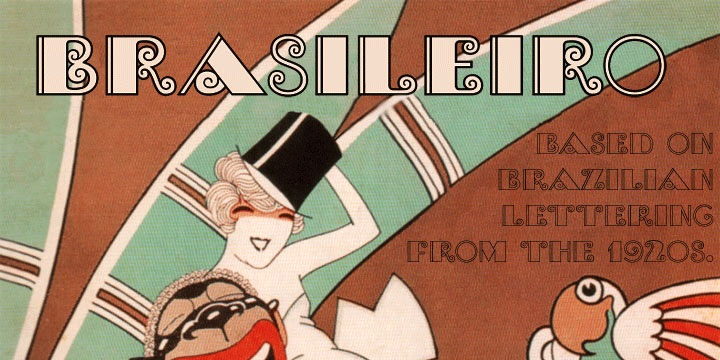 BRASILEIRO
BASED ON
BRAZILIAN
LETTERING
FROM THE 1920S.